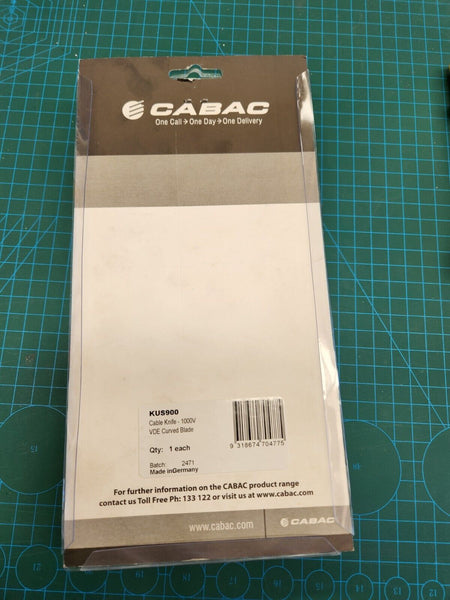 CABAC
One Call → One Day → One Delivery
KUS900
Cable Knife - 1000V
VDE Curved Blade
Qty: 1 each
Batch: 2471
Made inGermany
9 318674 704775
For further information on the CABAC product range
contact us Toll Free Ph: 133 122 or visit us at www.cabac.com
www.cabac.com
CABAC